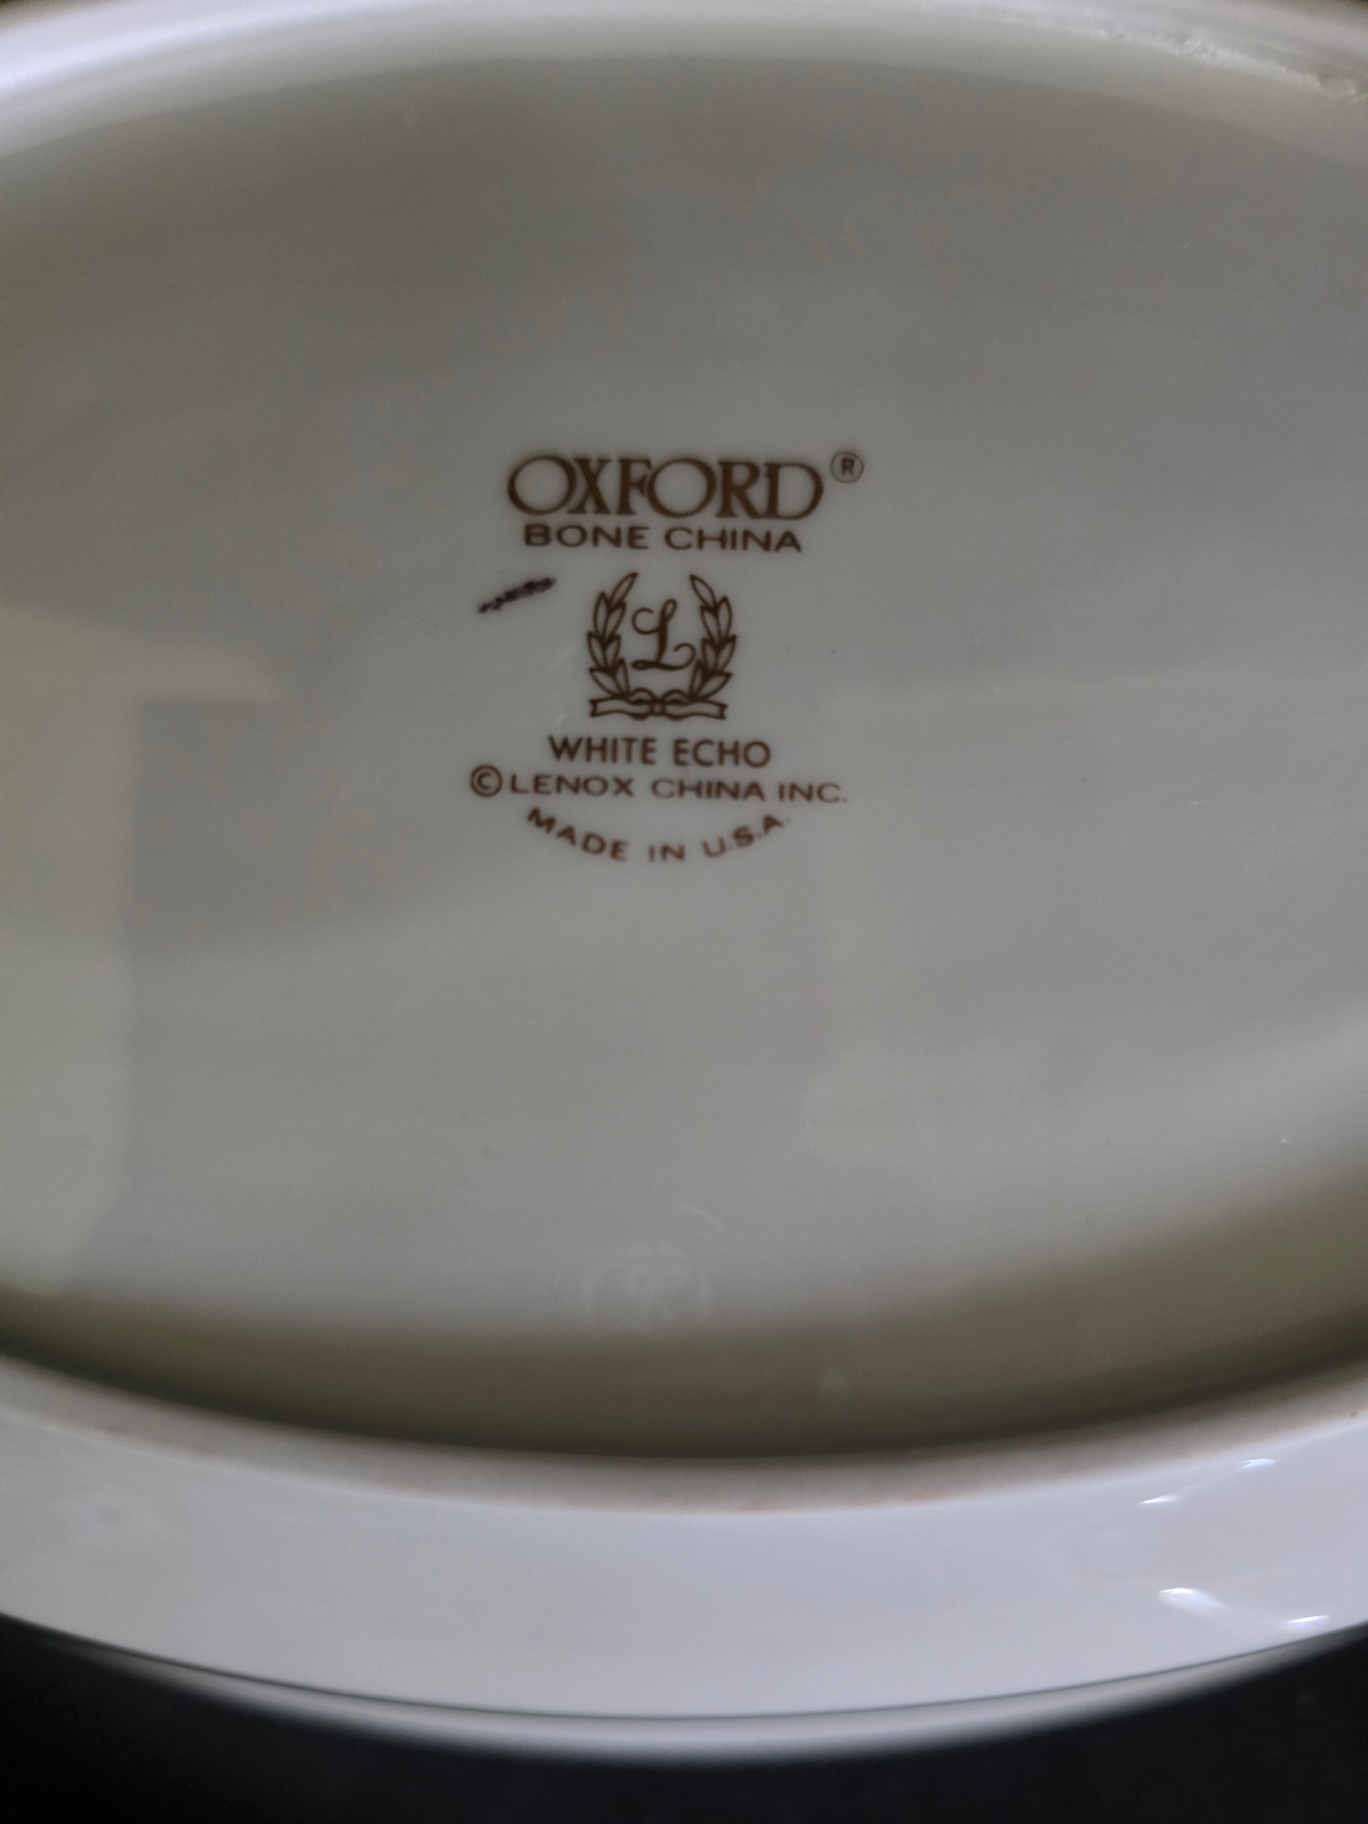 OXFORD®
BONE CHINA
L
WHITE ECHO
©LENOX CHINA INC.
MADE IN U.S.A.